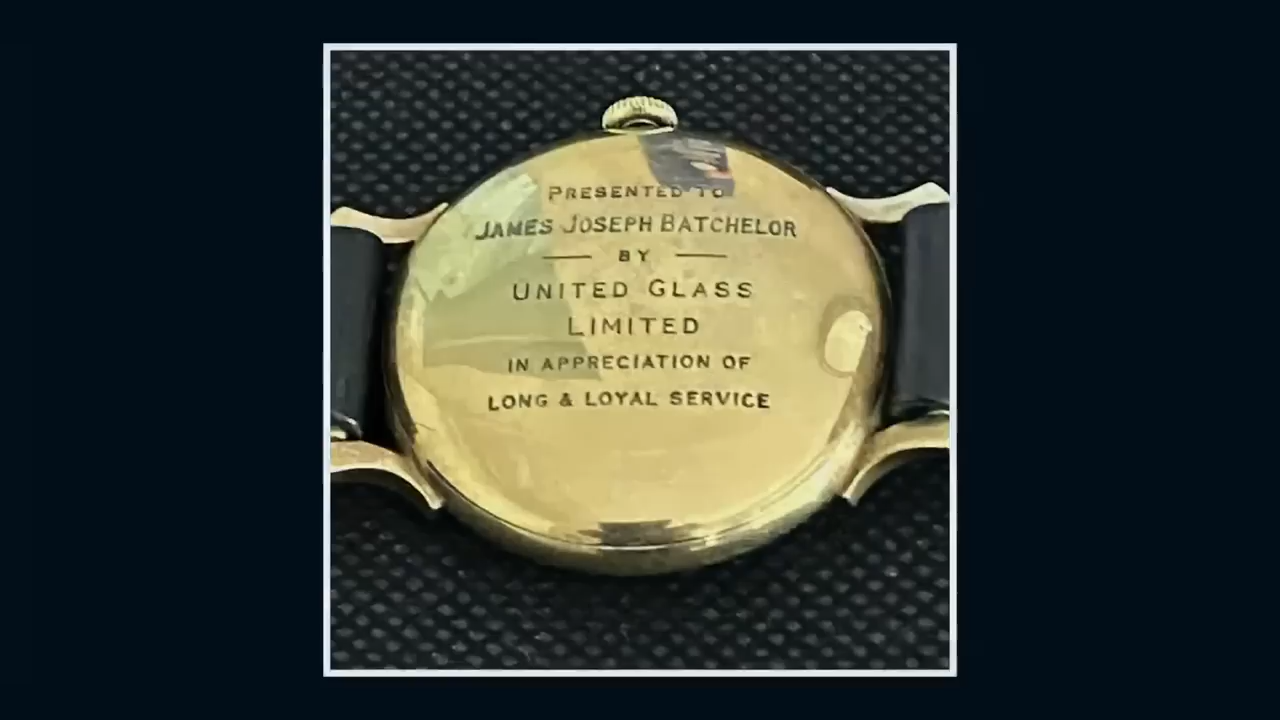 PRESENTED TO
JAMES JOSEPH BATCHELOR
BY
UNITED GLASS
LIMITED
IN APPRECIATION OF
LONG & LOYAL SERVICE